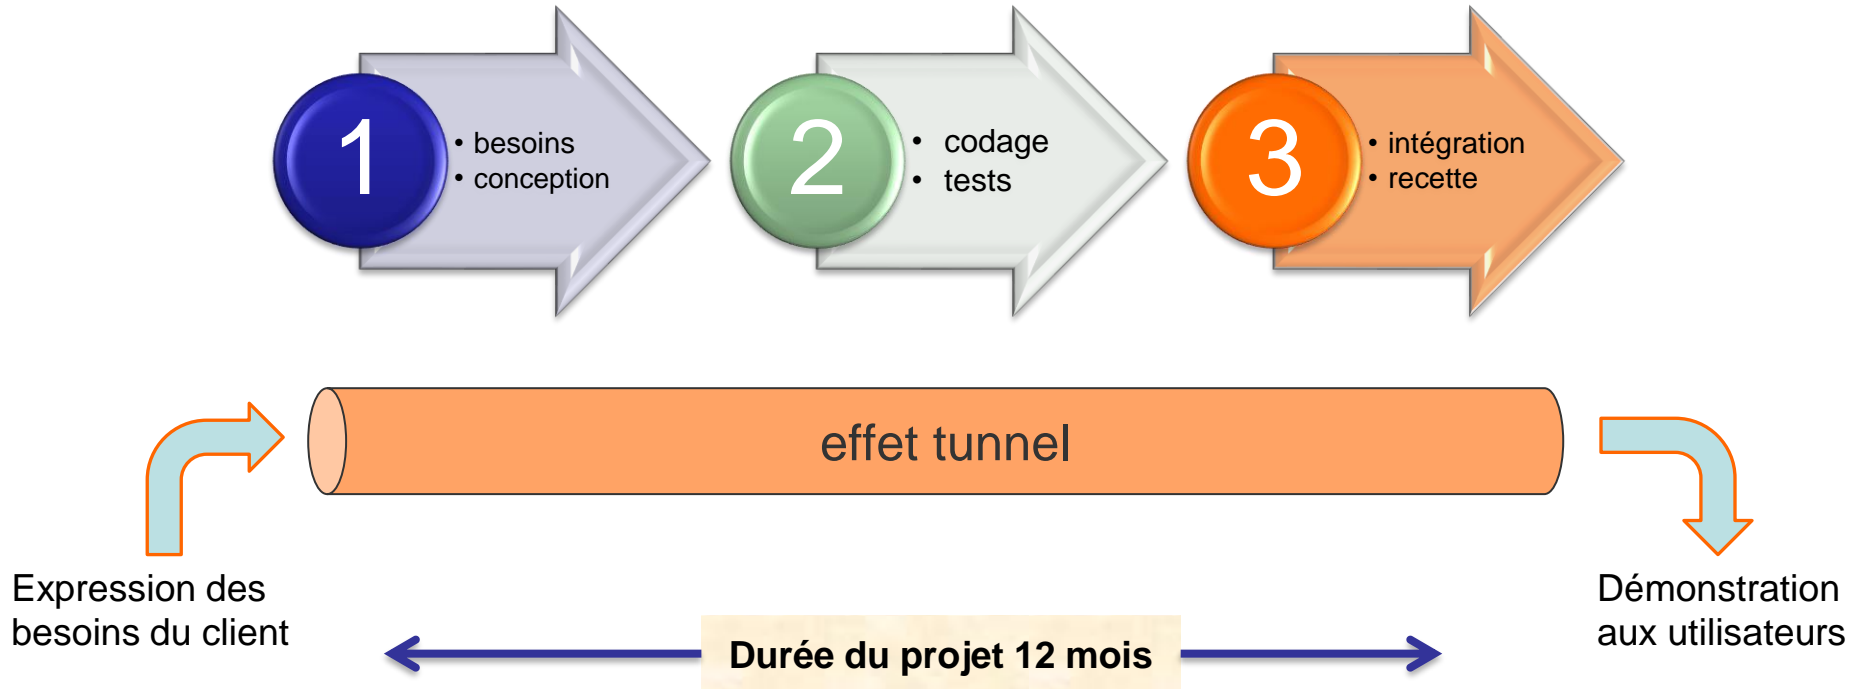 1
• besoins
• conception
2
• codage
• tests
3
• intégration
• recette
effet tunnel
Expression des
besoins du client
Durée du projet 12 mois
Démonstration
aux utilisateurs